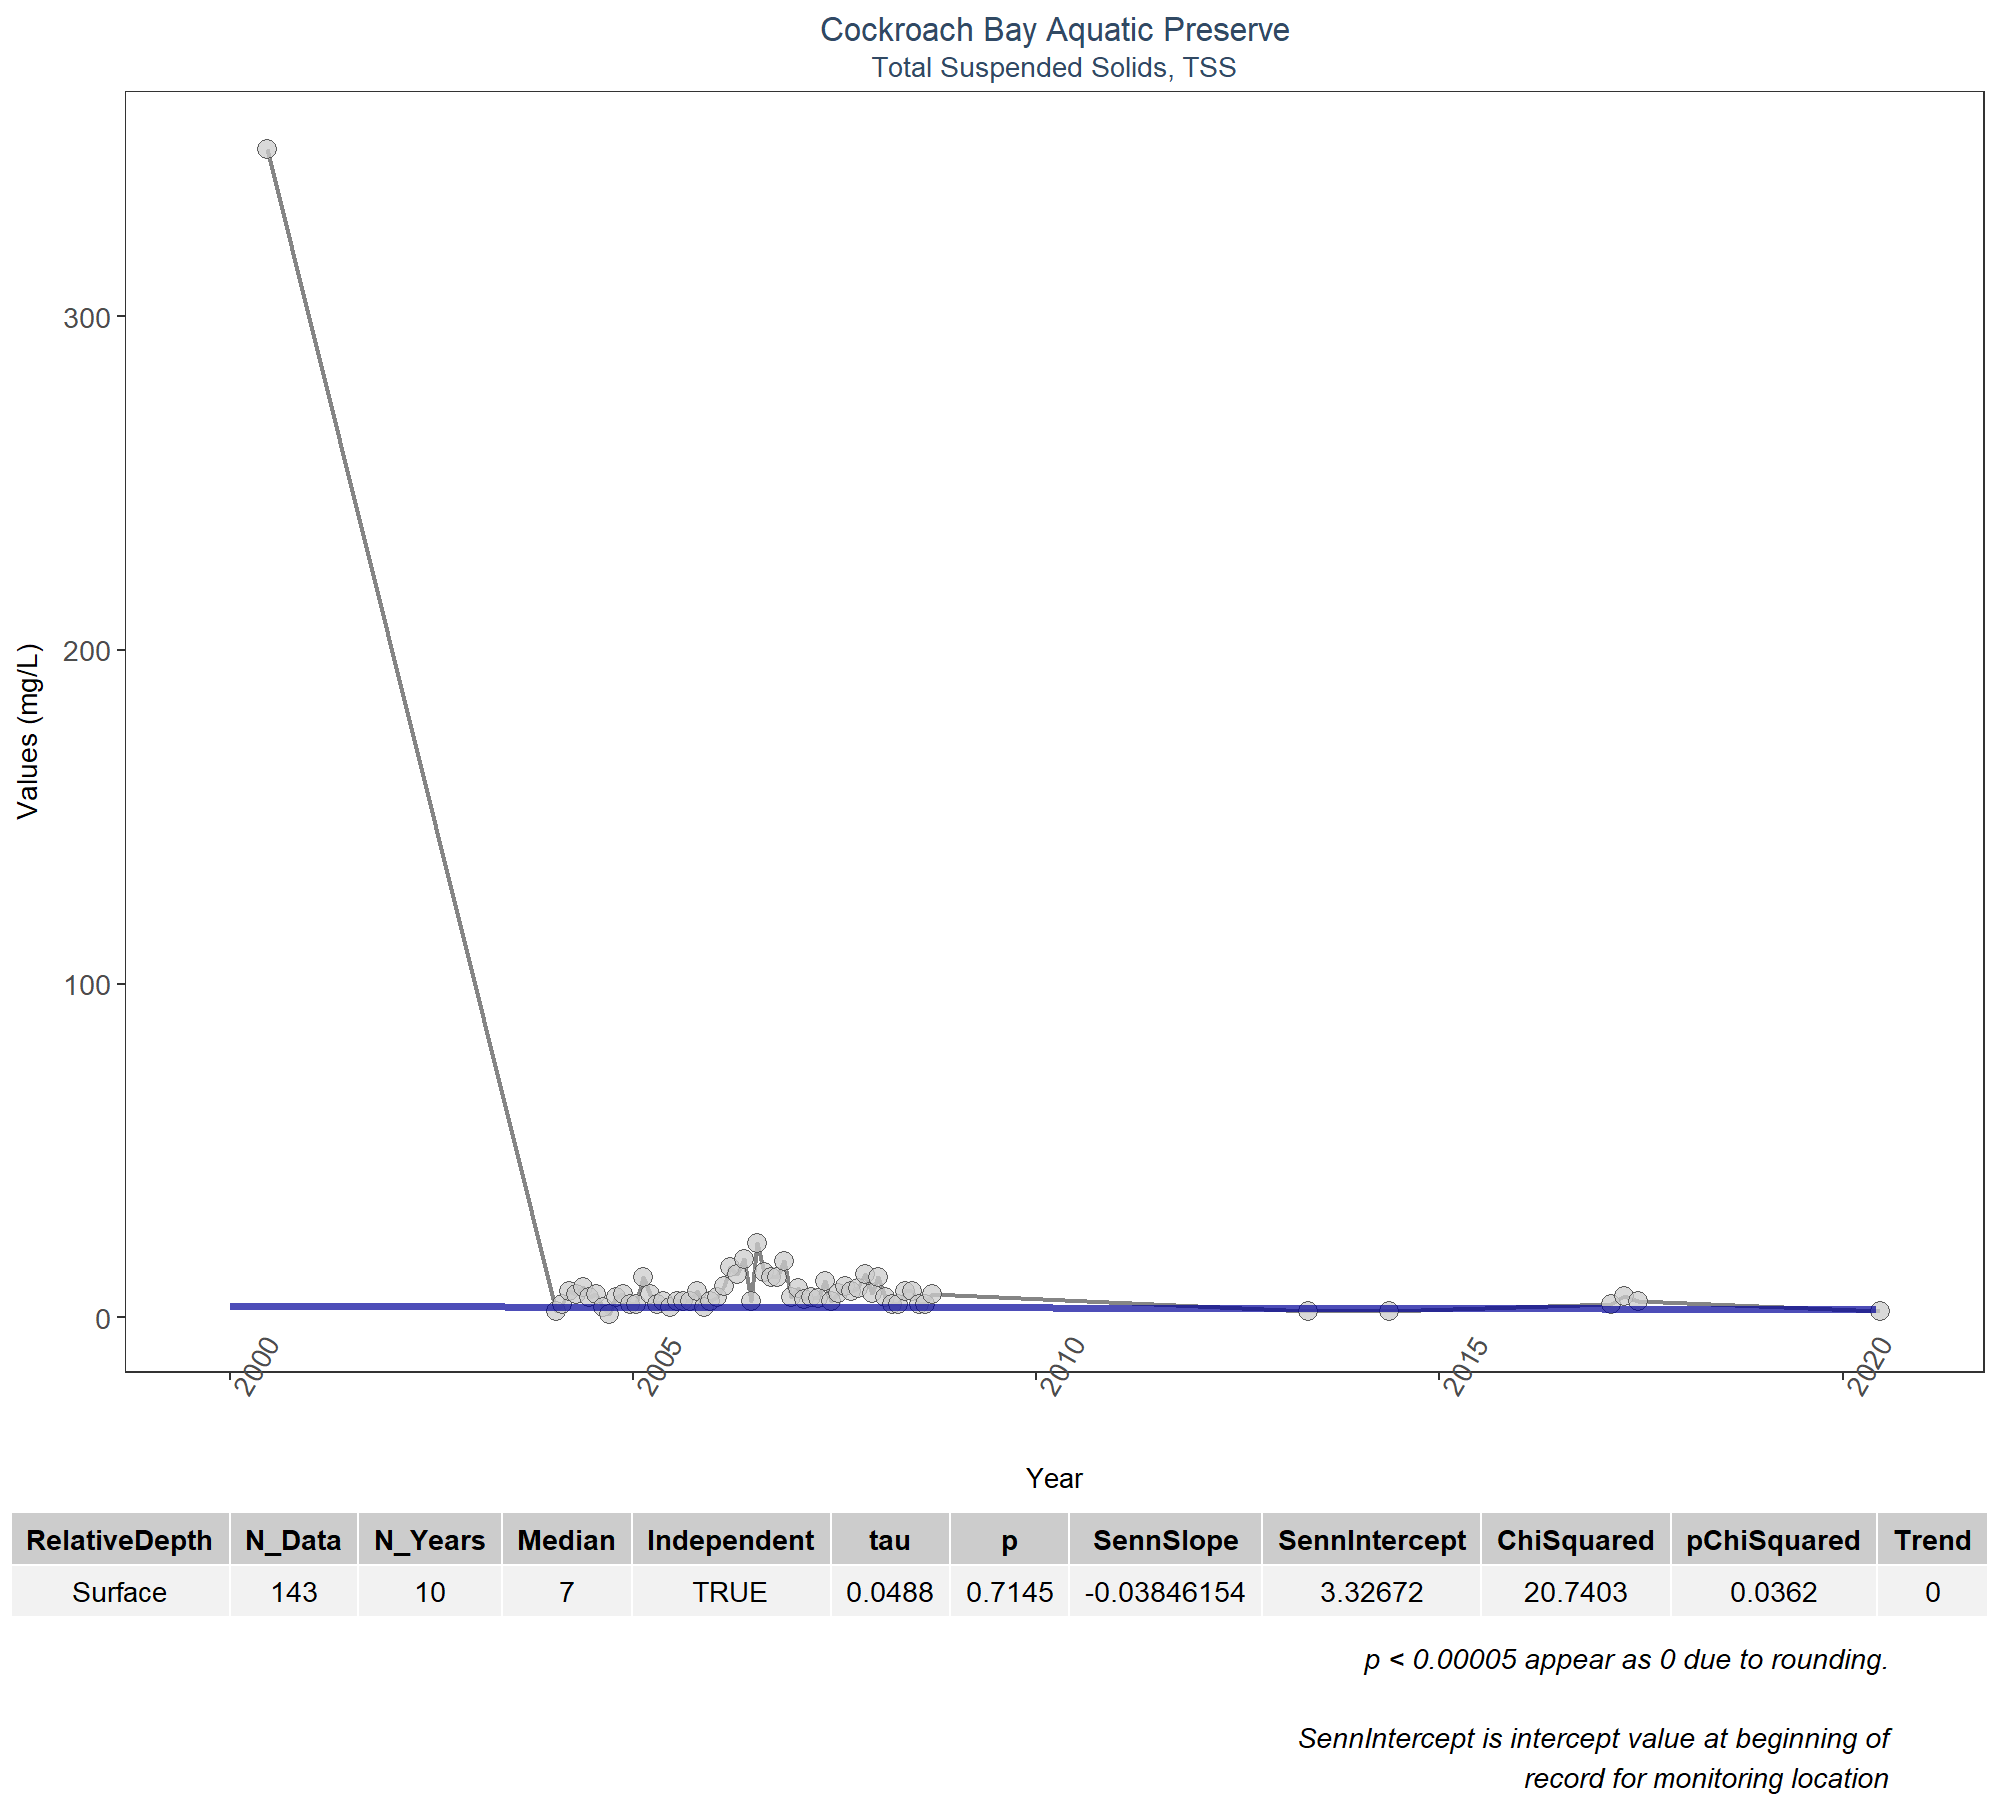 Cockroach Bay Aquatic Preserve
Total Suspended Solids, TSS
Values (mg/L)
300
200
100
0
2000 2005 2010 2015 2020
Year
RelativeDepth N_Data N_Years Median Independent tau p SennSlope SennIntercept ChiSquared pChiSquared Trend
Surface 143 10 7 TRUE 0.0488 0.7145 -0.03846154 3.32672 20.7403 0.0362 0
p < 0.00005 appear as 0 due to rounding.
SennIntercept is intercept value at beginning of
record for monitoring location